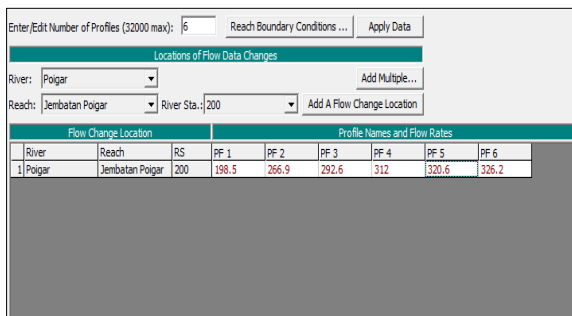 Enter/Edit Number of Profiles (32000 max): 6 Reach Boundary Conditions ... Apply Data
Locations of Flow Data Changes
River: Poigar Add Multiple...
Reach: Jembatan Poigar River Sta.: 200 Add A Flow Change Location
Flow Change Location Profile Names and Flow Rates
River Reach RS PF 1 PF 2 PF 3 PF 4 PF 5 PF 6
1 Poigar Jembatan Poigar 200 198.5 266.9 292.6 312 320.6 326.2